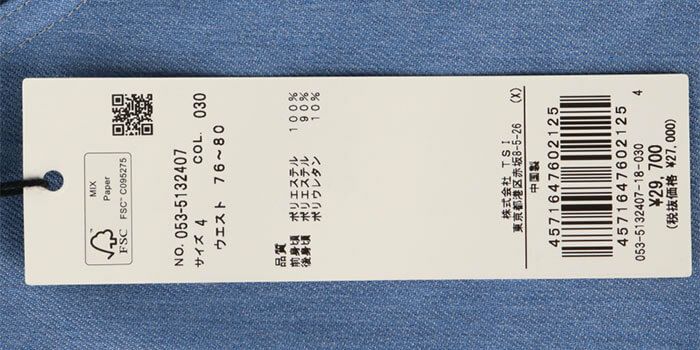 MIX
Paper
FSC
FSC™ C095275
NO. 053-5132407
サイズ 4 COL. 030
ウエスト 76~80
品質
前身頃 ポリエステル 100%
後身頃 ポリエステル 90%
ポリウレタン 10%
(X)
株式会社 TSI
東京都港区赤坂8-5-26
中国製
4571647602125
4571647602125
4
053-5132407-18-030
¥29,700
(税抜価格 ¥27,000)